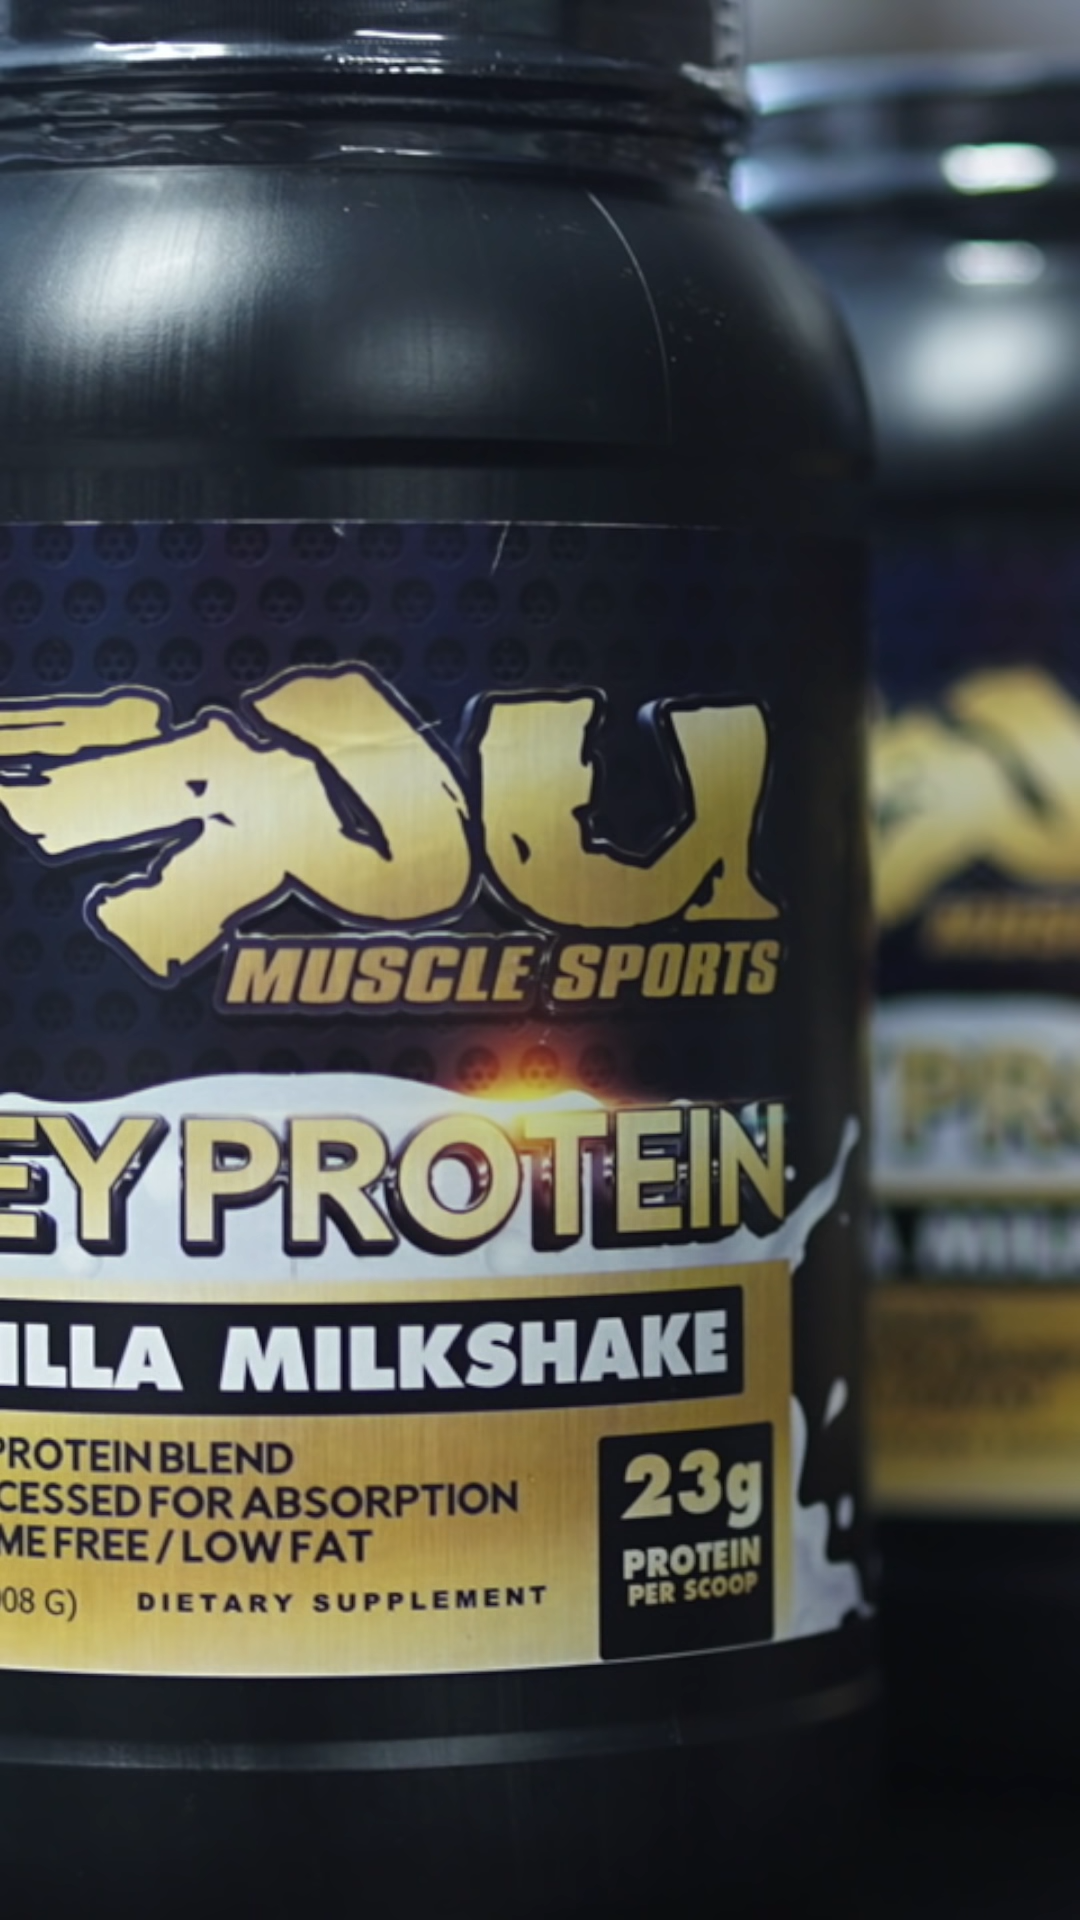 MUSCLE SPORTS
EY PROTEIN
ILLA MILKSHAKE
PROTEIN BLEND
CESSED FOR ABSORPTION
ME FREE / LOW FAT
08 G)
DIETARY SUPPLEMENT
23g
PROTEIN
PER SCOOP